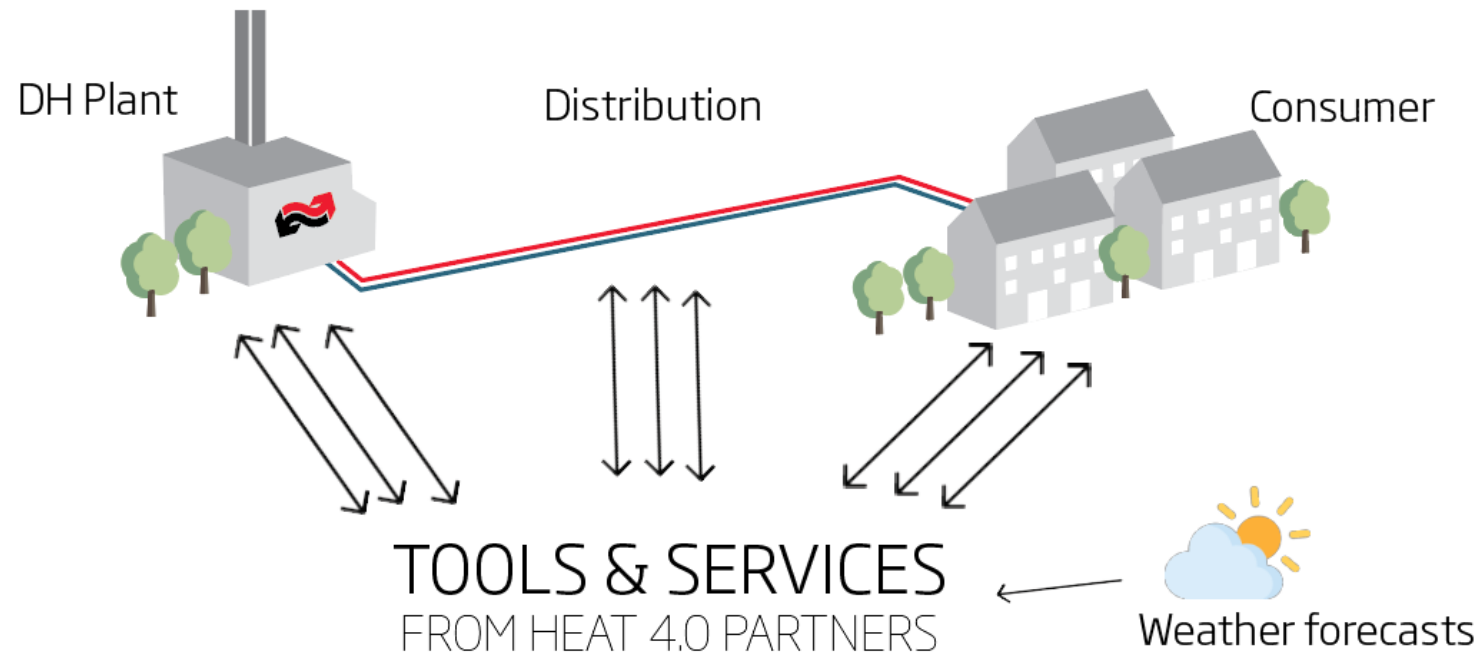 DH Plant
Distribution
Consumer
TOOLS & SERVICES
FROM HEAT 4.0 PARTNERS
Weather forecasts